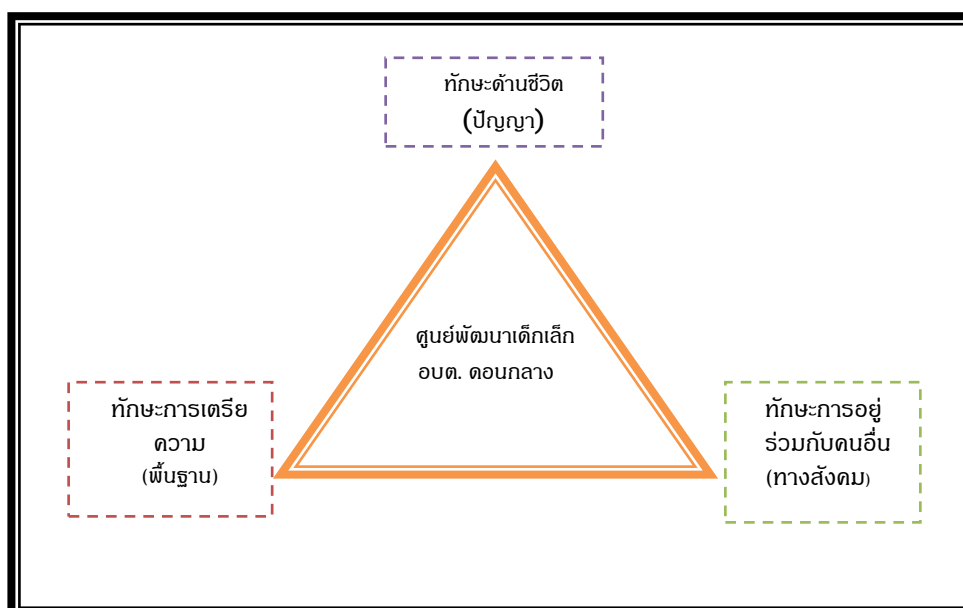 ทักษะด้านชีวิต
(ปัญญา)
ศูนย์พัฒนาเด็กเล็ก
อบต. ดอนกลาง
ทักษะการเตรีย
ความ
(พื้นฐาน)
ทักษะการอยู่
ร่วมกับคนอื่น
(ทางสังคม)